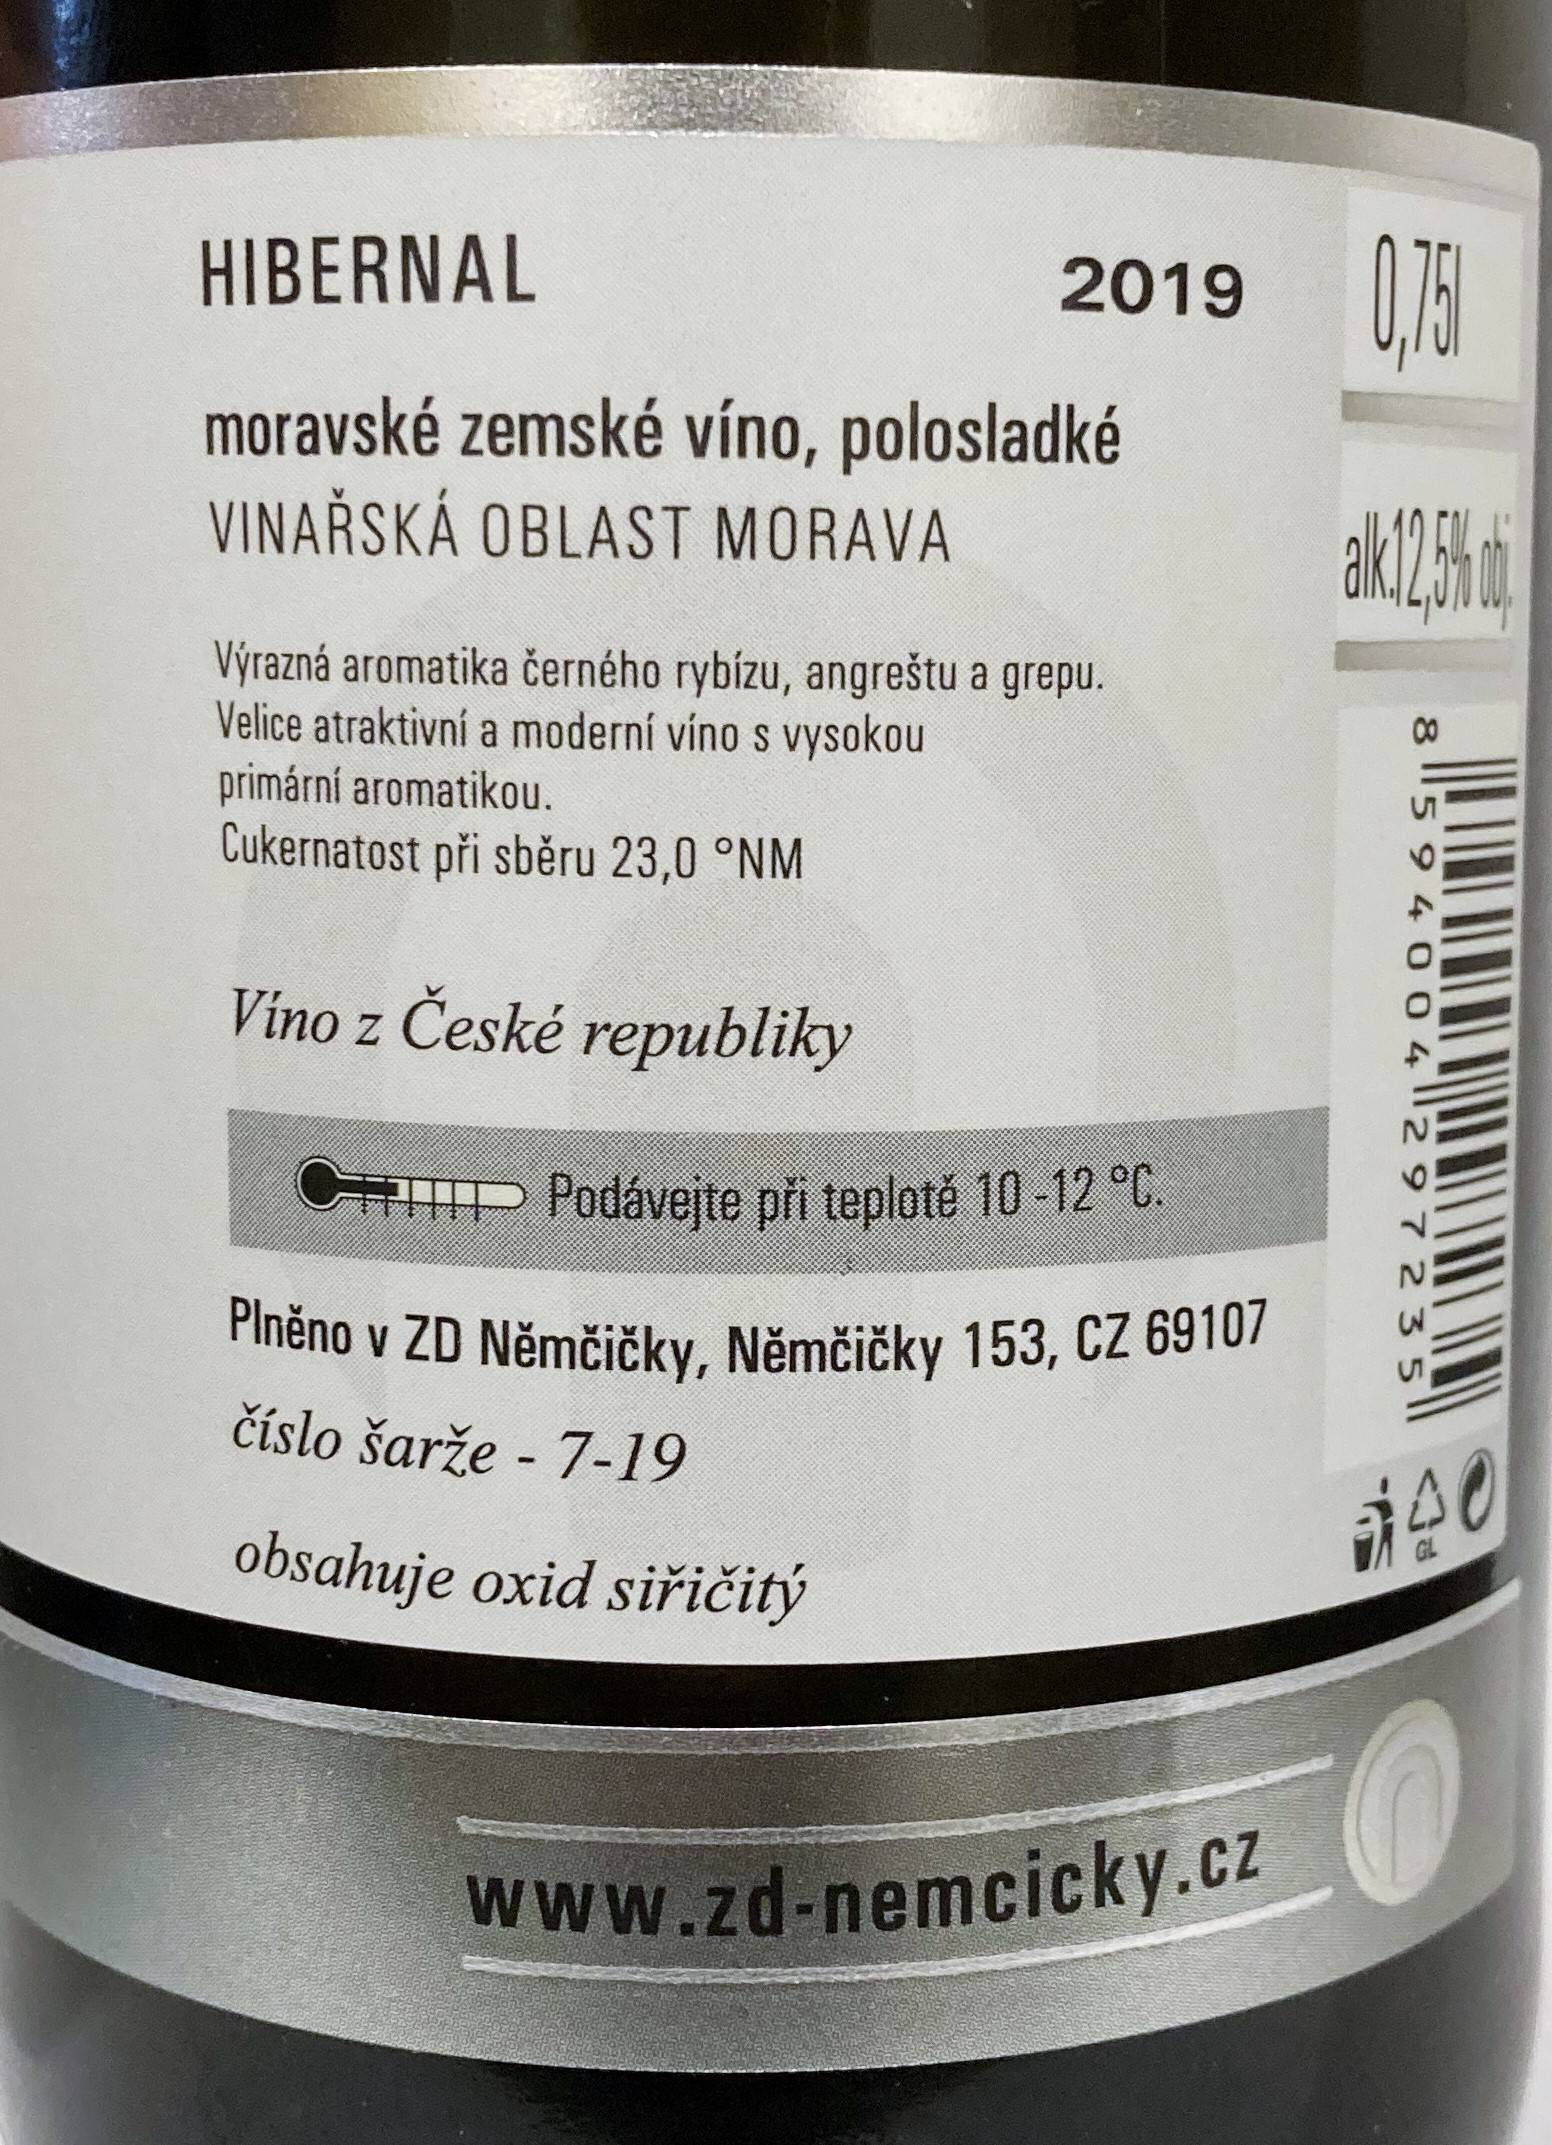 HIBERNAL 2019
0,75l
moravské zemské víno, polosladké
VINAŘSKÁ OBLAST MORAVA
alk.12,5% obj.
Výrazná aromatika černého rybízu, angreštu a grepu.
Velice atraktivní a moderní víno s vysokou
primární aromatikou.
Cukernatost při sběru 23,0 °NM
Víno z České republiky
Podávejte při teplotě 10 -12 °C.
8 594004 297235
Plněno v ZD Němčičky, Němčičky 153, CZ 69107
číslo šarže - 7-19
obsahuje oxid siřičitý
GL
www.zd-nemcicky.cz